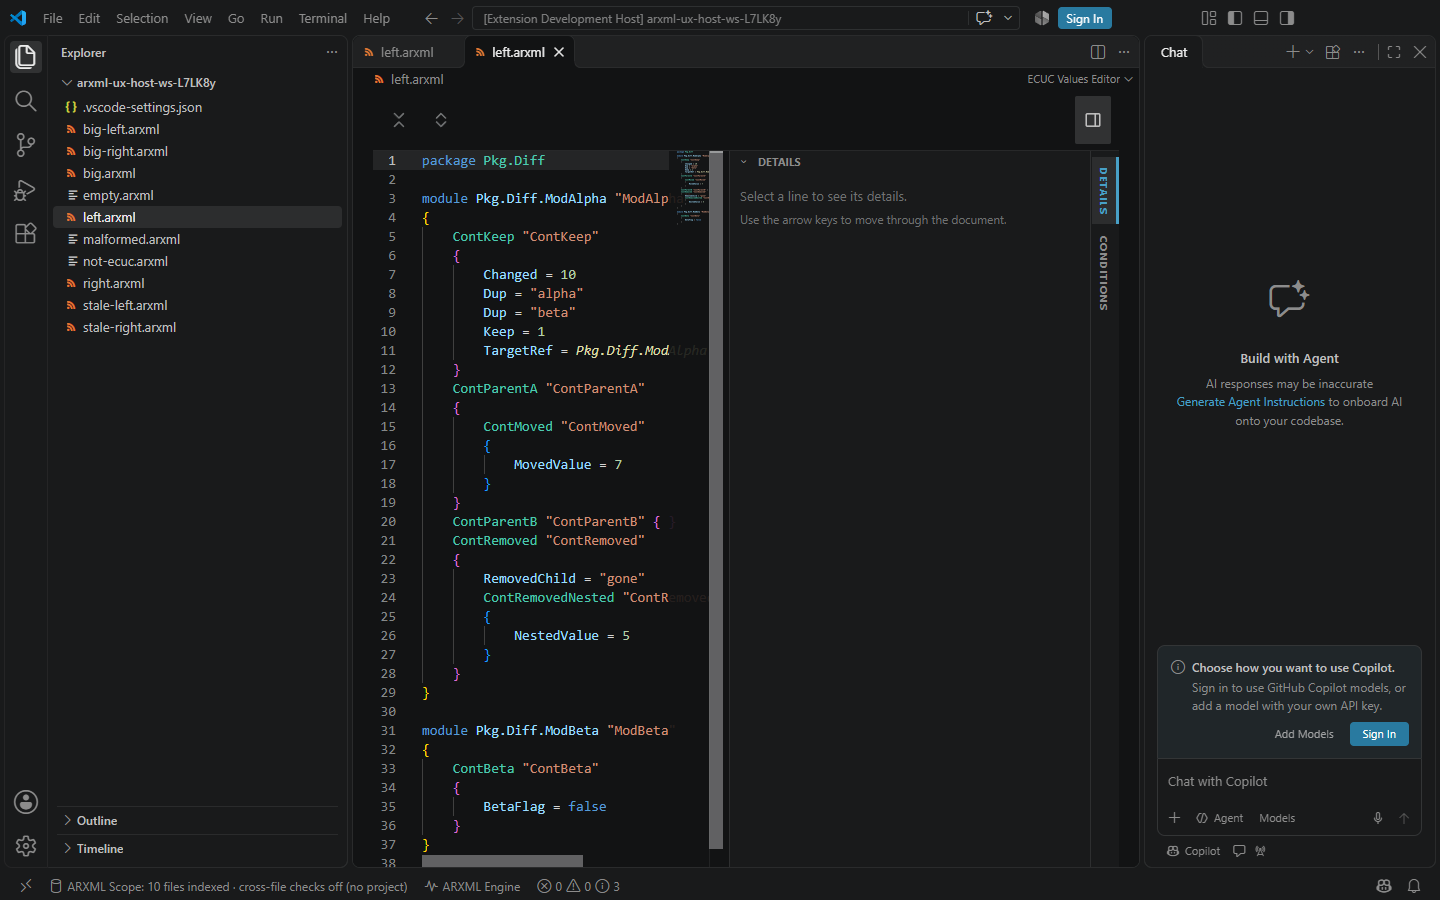 File Edit Selection View Go Run Terminal Help
[Extension Development Host] arxml-ux-host-ws-L7LK8y
Sign In
Explorer
arxml-ux-host-ws-L7LK8y
.vscode-settings.json
big-left.arxml
big-right.arxml
big.arxml
empty.arxml
left.arxml
malformed.arxml
not-ecuc.arxml
right.arxml
stale-left.arxml
stale-right.arxml
Outline
Timeline
left.arxml
left.arxml
left.arxml
ECUC Values Editor
1 package Pkg.Diff
2
3 module Pkg.Diff.ModAlpha "ModAlph
4 {
5 ContKeep "ContKeep"
6 {
7 Changed = 10
8 Dup = "alpha"
9 Dup = "beta"
10 Keep = 1
11 TargetRef = Pkg.Diff.ModAlpha
12 }
13 ContParentA "ContParentA"
14 {
15 ContMoved "ContMoved"
16 {
17 MovedValue = 7
18 }
19 }
20 ContParentB "ContParentB" { }
21 ContRemoved "ContRemoved"
22 {
23 RemovedChild = "gone"
24 ContRemovedNested "ContRemoved
25 {
26 NestedValue = 5
27 }
28 }
29 }
30
31 module Pkg.Diff.ModBeta "ModBeta"
32 {
33 ContBeta "ContBeta"
34 {
35 BetaFlag = false
36 }
37 }
38
DETAILS
Select a line to see its details.
Use the arrow keys to move through the document.
DETAILS
CONDITIONS
Chat
Build with Agent
AI responses may be inaccurate
Generate Agent Instructions to onboard AI
onto your codebase.
Choose how you want to use Copilot.
Sign in to use GitHub Copilot models, or
add a model with your own API key.
Add Models Sign In
Chat with Copilot
Agent Models
Copilot
ARXML Scope: 10 files indexed · cross-file checks off (no project) ARXML Engine 0 0 3